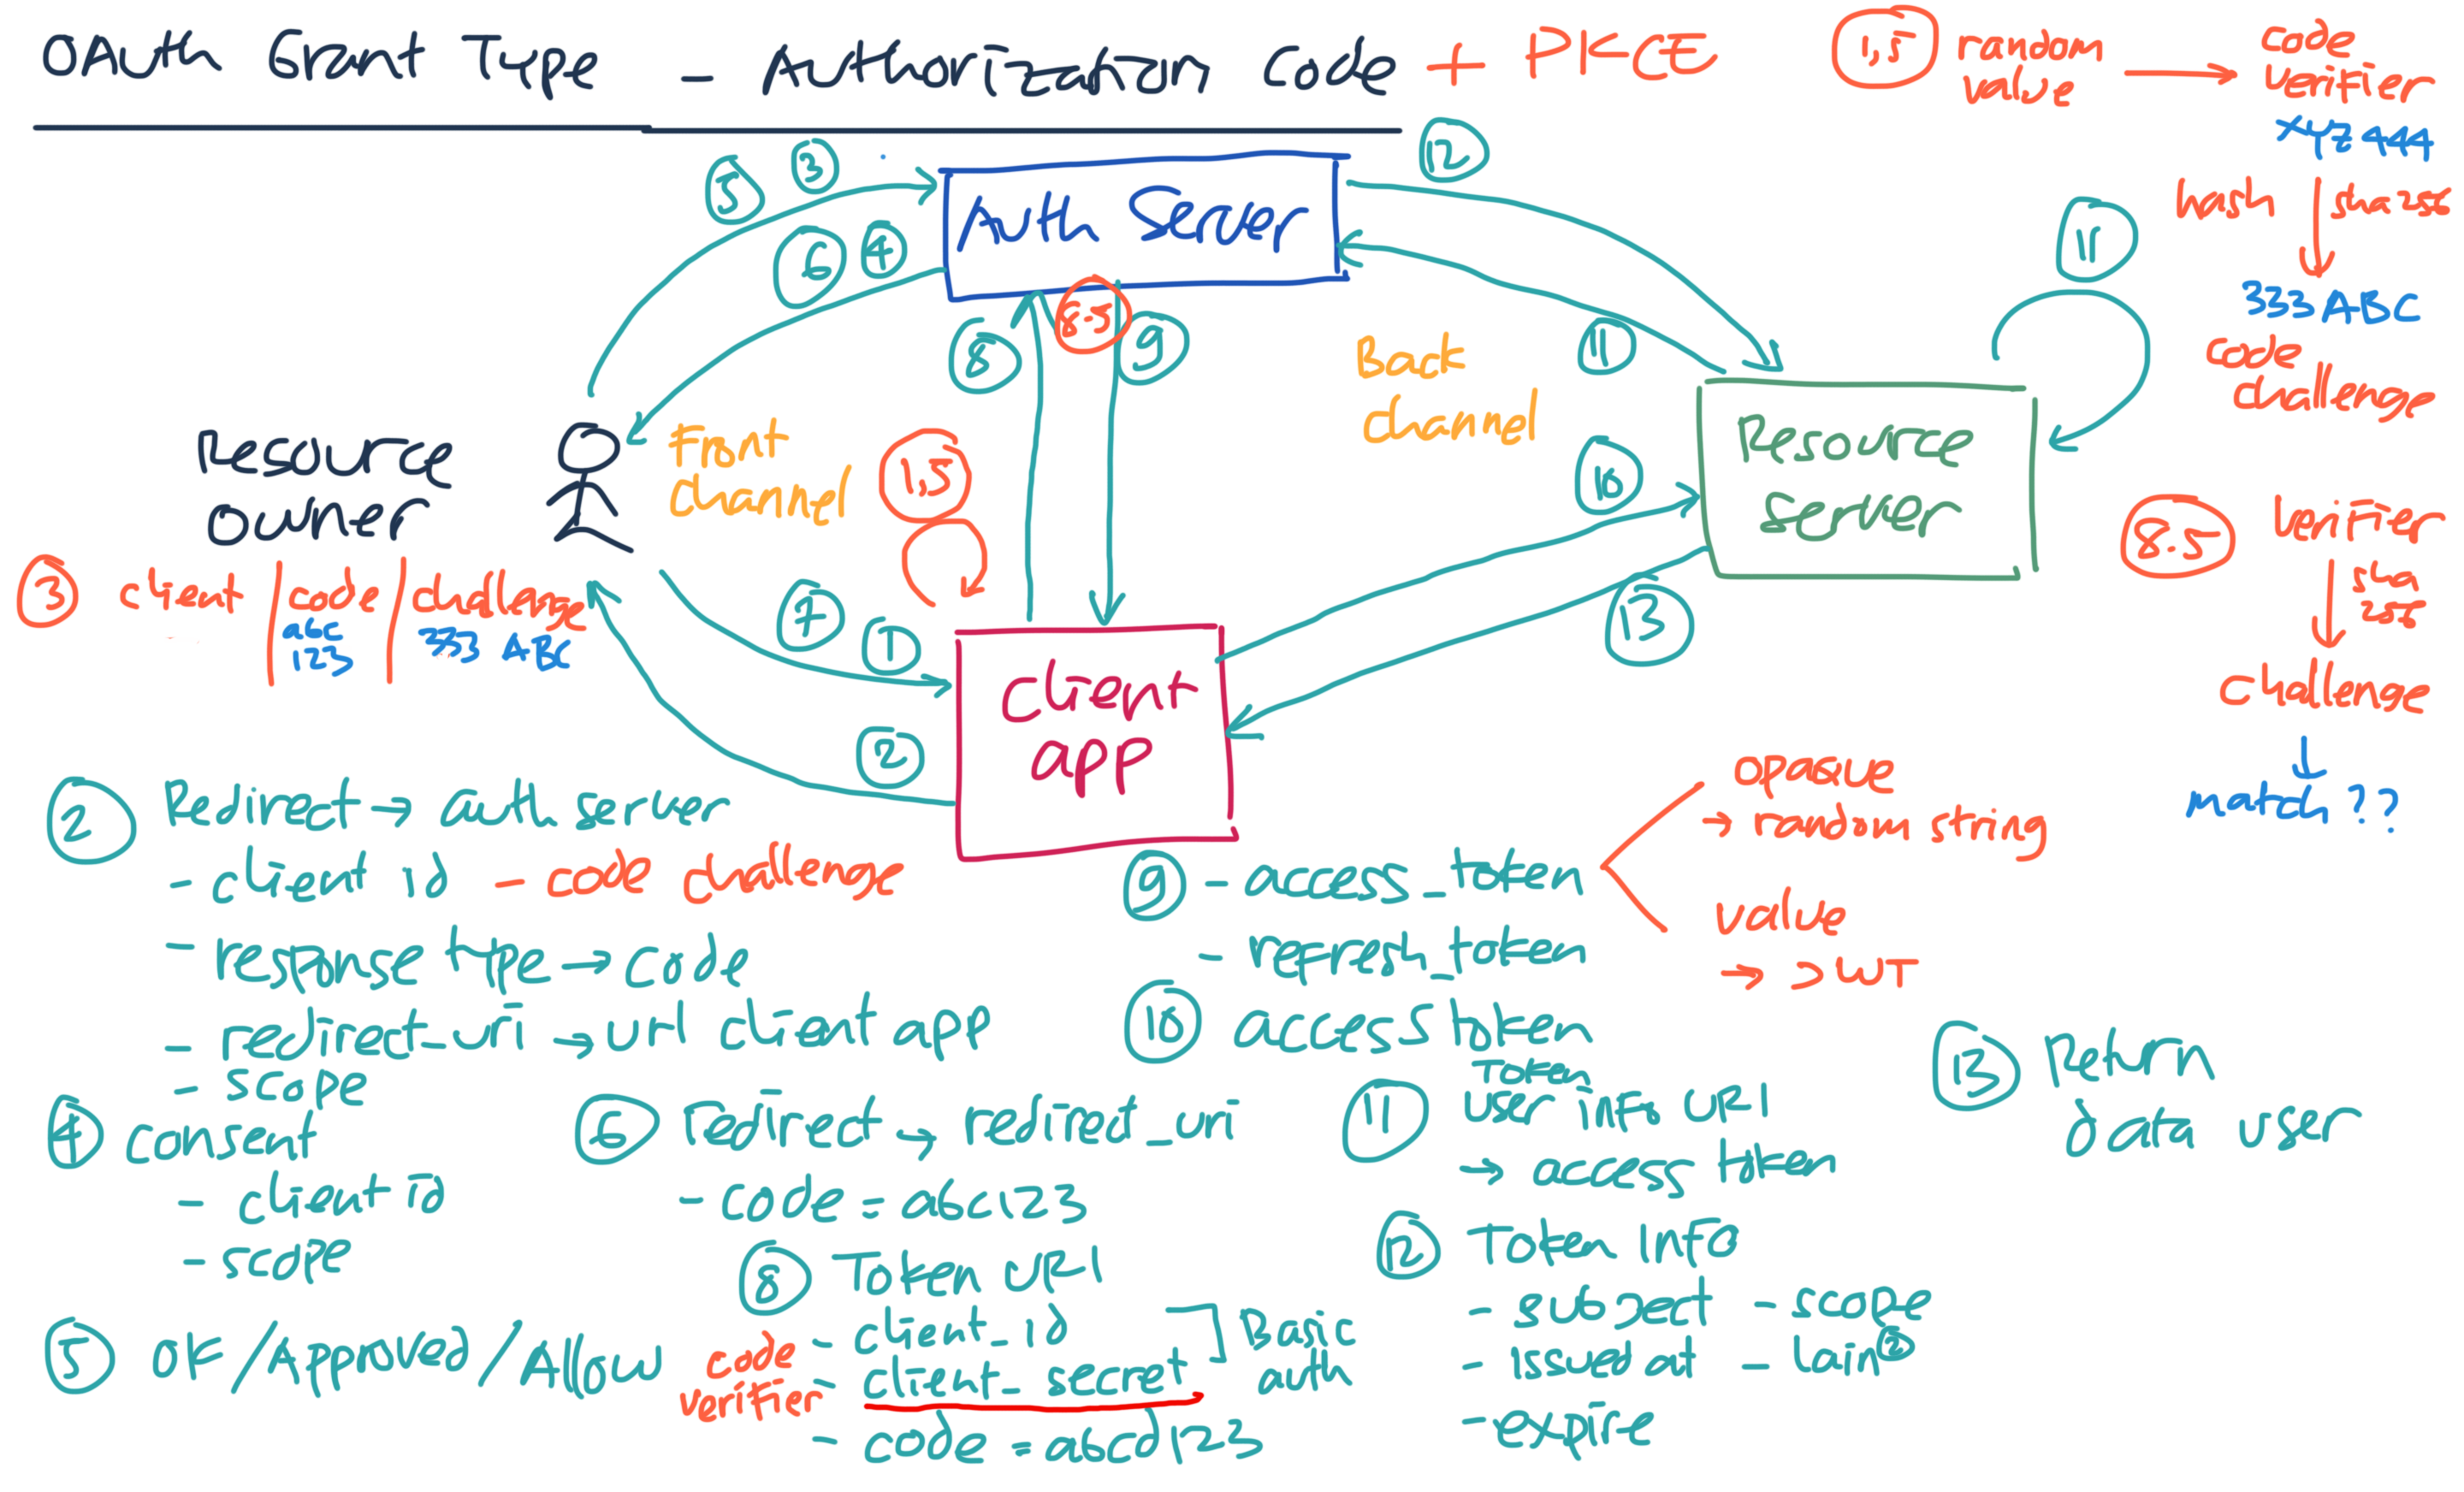 OAuth Grant Type - Authorization Code + PKCE
1,5 random value → code verifier
xyz444
hash sha256
333ABC
code challenge
5 3
6 4
Auth Server
12
11
11
8 8.5 9
Back channel
Front channel
1,5
Resource owner
Resource server
10
13
7 1
2
client app
3 client / code / challenge
abc 123
333 ABC
8.5 verifier
sha 256
challenge
match ??
2 Redirect → auth server
- client id - code challenge
- response type → code
- redirect_uri → url client app
- scope
4 consent
- client id
- scope
5 OK / Approved / Allow
6 redirect → redirect_uri
- code = abc123
8 Token URL
- client_id
- client_secret
Basic auth
code verifier
- code = abcd123
9 - access_token
- refresh_token
opaque
→ random string
value
→ JWT
10 access token
11 Token
user info URL
→ access token
12 Token Info
- subject - scope
- issued at - lain2
- expire
13 Return data user